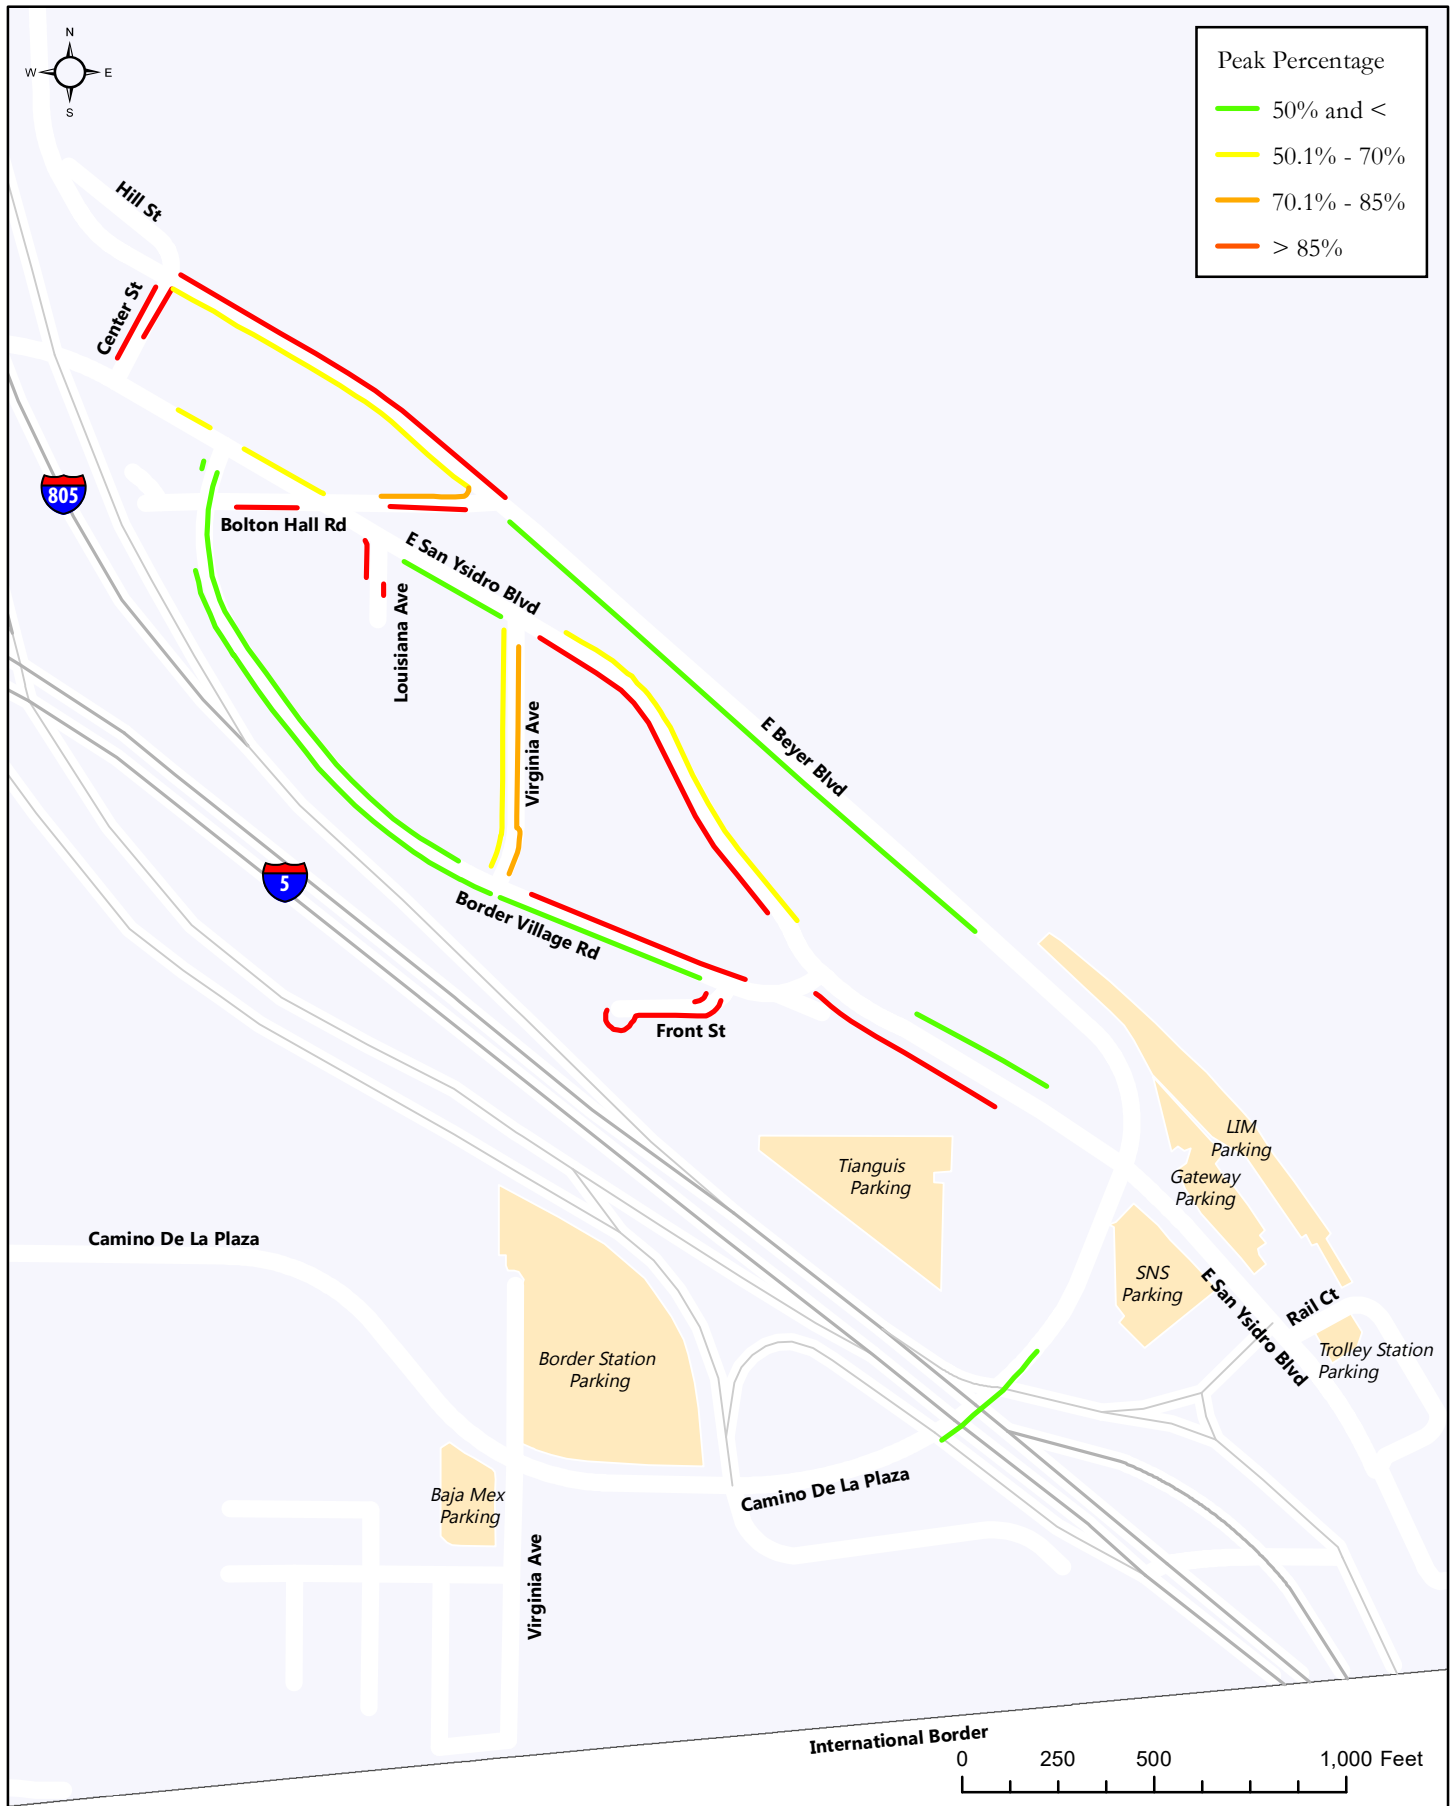 N
W E
S
Peak Percentage
50% and <
50.1% - 70%
70.1% - 85%
> 85%
Hill St
Center St
805
Bolton Hall Rd
E San Ysidro Blvd
Louisiana Ave
Virginia Ave
E Beyer Blvd
5
Border Village Rd
Front St
LIM
Parking
Tianguis
Parking
Gateway
Parking
Camino De La Plaza
SNS
Parking
E San Ysidro Blvd
Rail Ct
Trolley Station
Parking
Border Station
Parking
Baja Mex
Parking
Camino De La Plaza
Virginia Ave
International Border
0 250 500 1,000 Feet